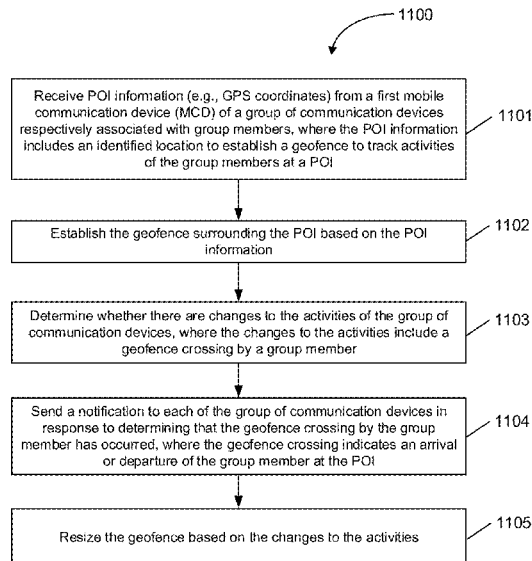 1100
Receive POI information (e.g., GPS coordinates) from a first mobile
communication device (MCD) of a group of communication devices
respectively associated with group members, where the POI information
includes an identified location to establish a geofence to track activities
of the group members at a POI
1101
Establish the geofence surrounding the POI based on the POI
information
1102
Determine whether there are changes to the activities of the group of
communication devices, where the changes to the activities include a
geofence crossing by a group member
1103
Send a notification to each of the group of communication devices in
response to determining that the geofence crossing by the group
member has occurred, where the geofence crossing indicates an arrival
or departure of the group member at the POI
1104
Resize the geofence based on the changes to the activities
1105